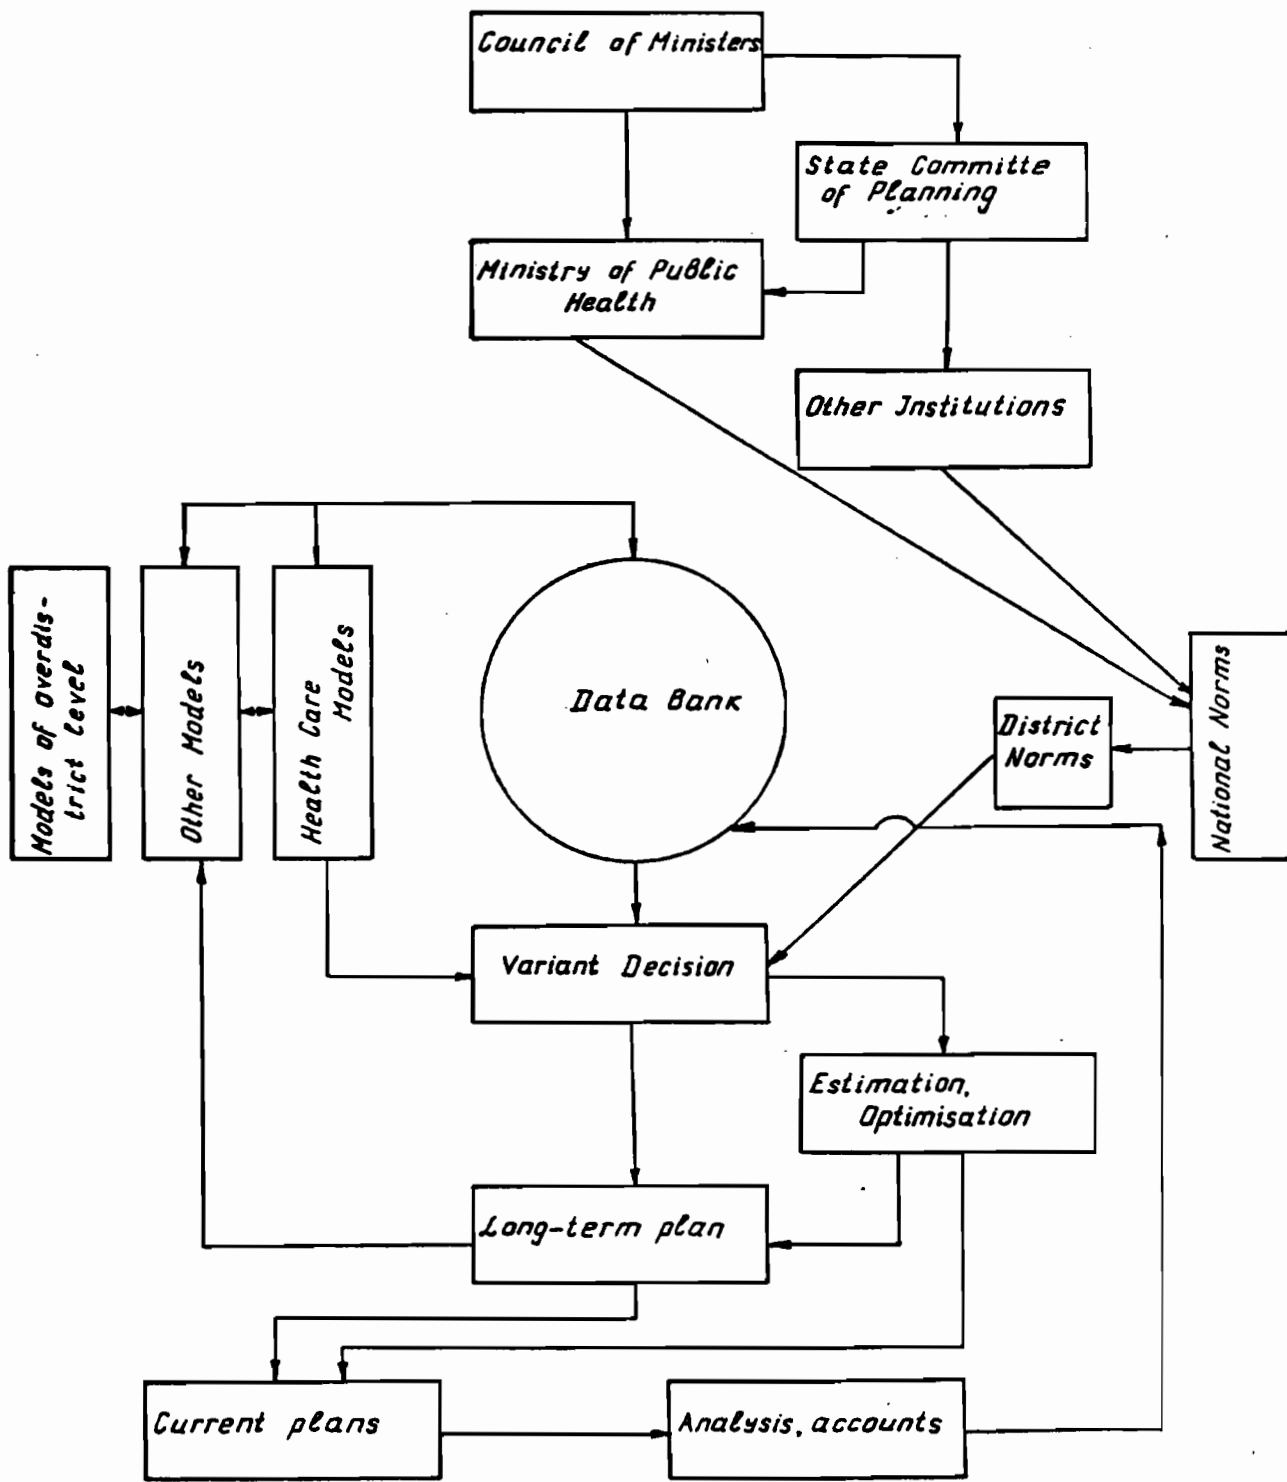 Council of Ministers
State Committe
of Planning
Ministry of Public
Health
Other Institutions
Models of overdis-
trict level
Other Models
Health Care
Models
Data Bank
District
Norms
National Norms
Variant Decision
Estimation,
Optimisation
Long-term plan
Current plans
Analysis, accounts